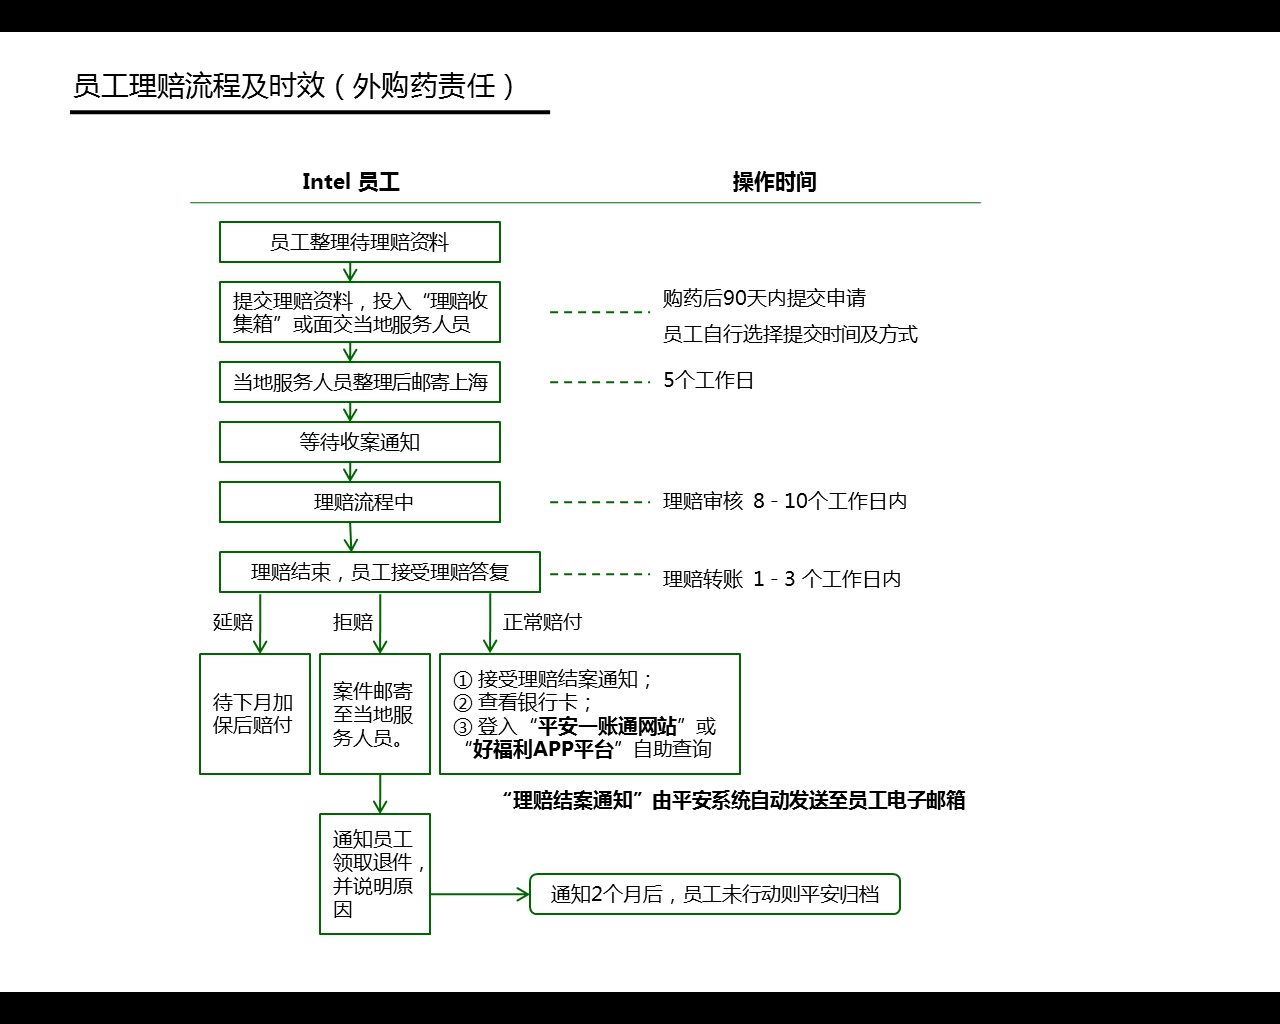 员工理赔流程及时效（外购药责任）
Intel 员工
操作时间
员工整理待理赔资料
提交理赔资料，投入“理赔收
集箱”或面交当地服务人员
购药后90天内提交申请
员工自行选择提交时间及方式
当地服务人员整理后邮寄上海
5个工作日
等待收案通知
理赔流程中
理赔审核 8 - 10个工作日内
理赔结束，员工接受理赔答复
理赔转账 1 - 3 个工作日内
延赔
拒赔
正常赔付
待下月加
保后赔付
案件邮寄
至当地服
务人员。
① 接受理赔结案通知；
② 查看银行卡；
③ 登入“平安一账通网站”或
“好福利APP平台”自助查询
“理赔结案通知”由平安系统自动发送至员工电子邮箱
通知员工
领取退件，
并说明原
因
通知2个月后，员工未行动则平安归档